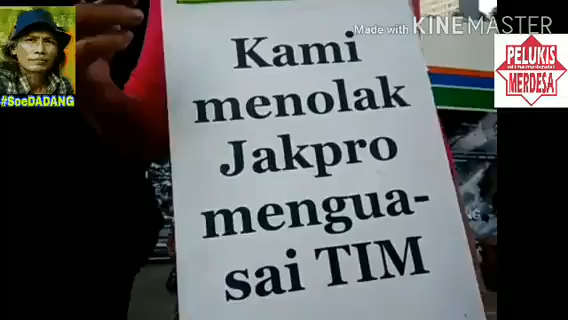 Made with KINEMASTER
#SoeDADANG
PELUKIS
MERDESA
Kami
menolak
Jakpro
mengua-
sai TIM